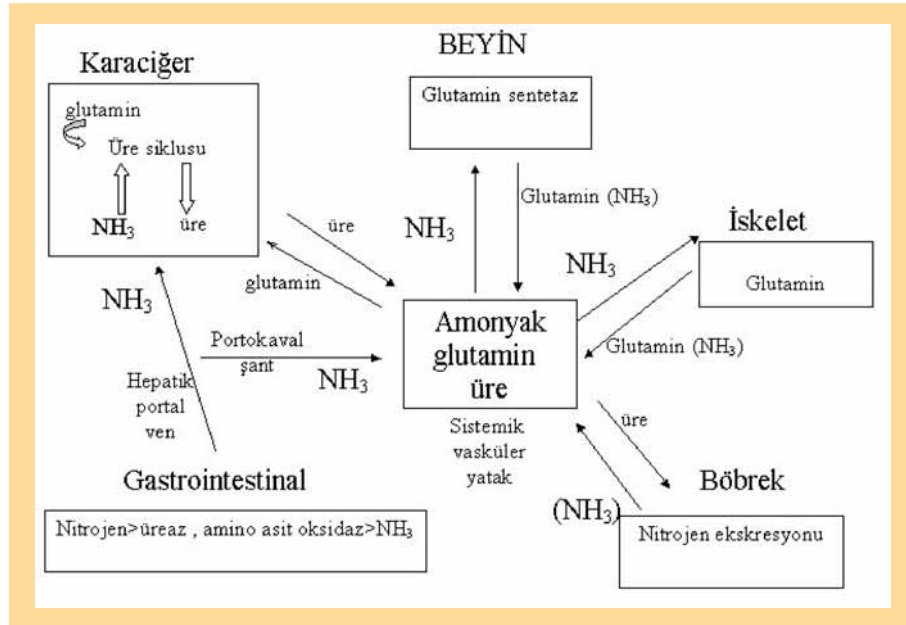 BEYİN
Karaciğer
Glutamin sentetaz
glutamin
Üre siklusu
NH₃
üre
NH₃
Glutamin (NH₃)
üre
glutamin
İskelet
NH₃
Glutamin
Glutamin (NH₃)
NH₃
Portokaval
şant
NH₃
Amonyak
glutamin
üre
Hepatik
portal
ven
Sistemik
vasküler
yatak
üre
Gastrointestinal
Böbrek
(NH₃)
Nitrojen>üreaz , amino asit oksidaz>NH₃
Nitrojen ekskresyonu